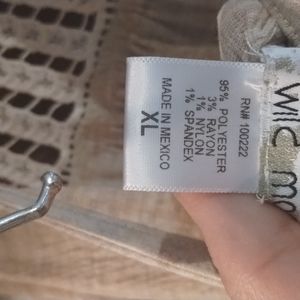 RN# 100222
95% POLYESTER
3% RAYON
1% NYLON
1% SPANDEX
MADE IN MEXICO
XL